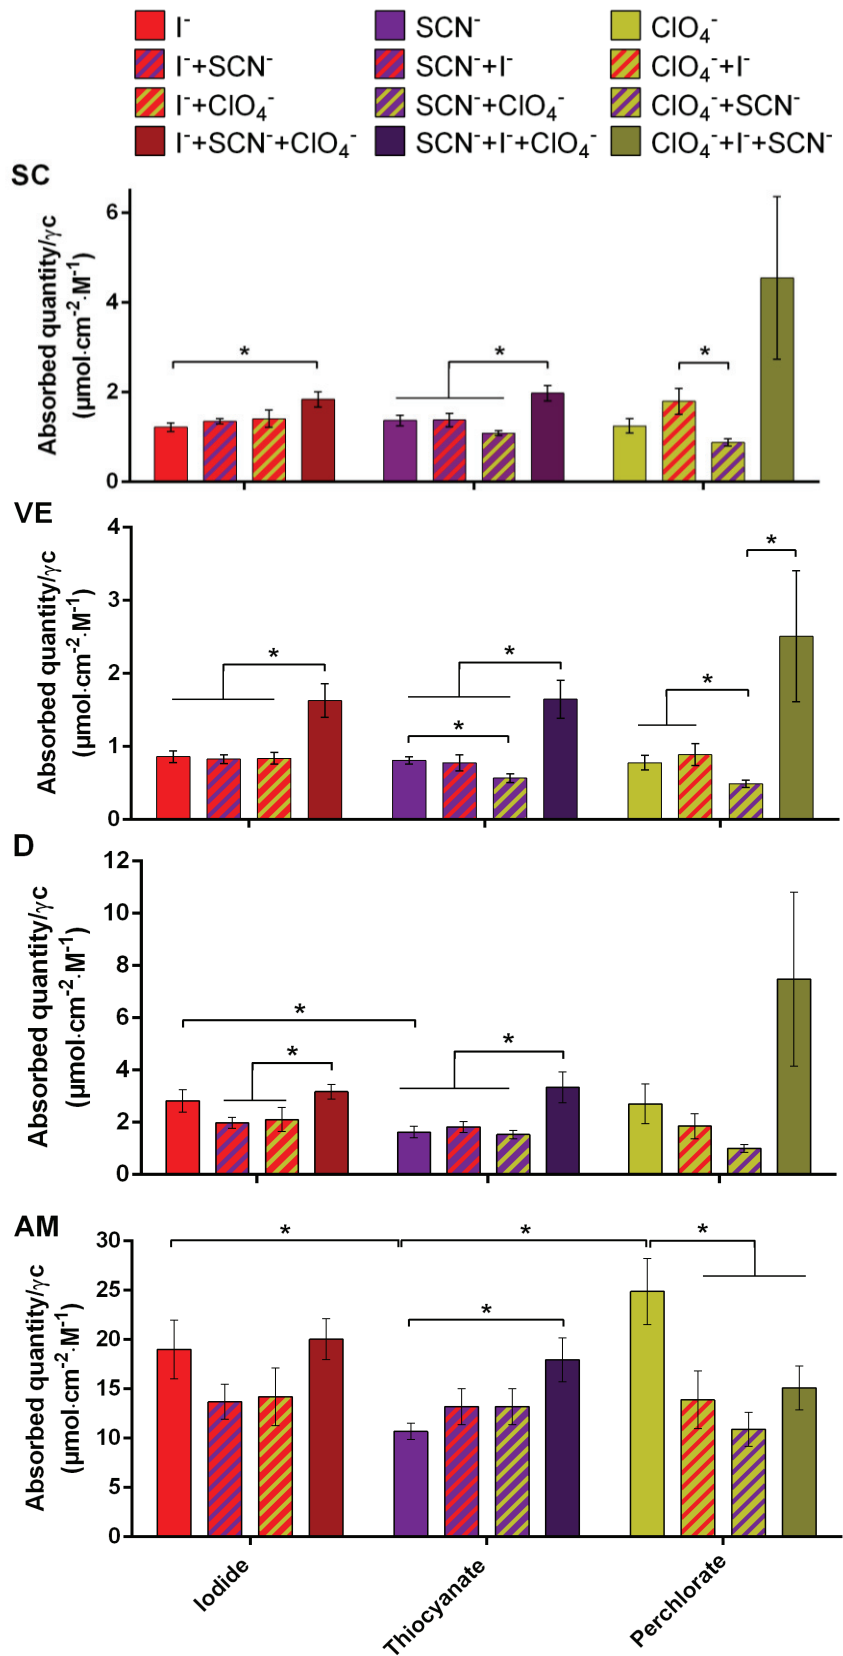 I⁻ SCN⁻ ClO₄⁻
I⁻+SCN⁻ SCN⁻+I⁻ ClO₄⁻+I⁻
I⁻+ClO₄⁻ SCN⁻+ClO₄⁻ ClO₄⁻+SCN⁻
I⁻+SCN⁻+ClO₄⁻ SCN⁻+I⁻+ClO₄⁻ ClO₄⁻+I⁻+SCN⁻
SC
Absorbed quantity/γc
(μmol·cm⁻²·M⁻¹)
6
4
2
0
* * *
VE
Absorbed quantity/γc
(μmol·cm⁻²·M⁻¹)
4
3
2
1
0
*
* * *
*
D
Absorbed quantity/γc
(μmol·cm⁻²·M⁻¹)
12
10
8
6
4
2
0
*
* *
AM
Absorbed quantity/γc
(μmol·cm⁻²·M⁻¹)
30
25
20
15
10
5
0
* * *
*
Iodide
Thiocyanate
Perchlorate